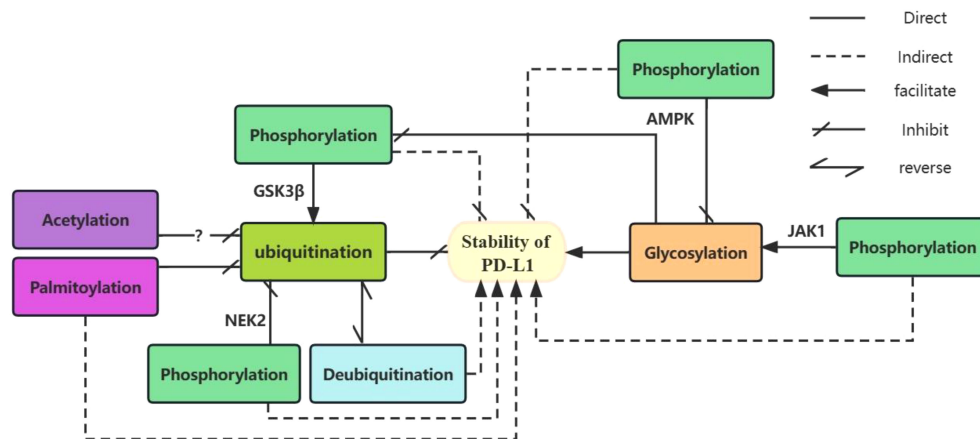 Direct
Phosphorylation
Indirect
facilitate
AMPK
Phosphorylation
Inhibit
reverse
GSK3β
Acetylation
?
ubiquitination
Stability of
PD-L1
Glycosylation
JAK1
Phosphorylation
Palmitoylation
NEK2
Phosphorylation
Deubiquitination